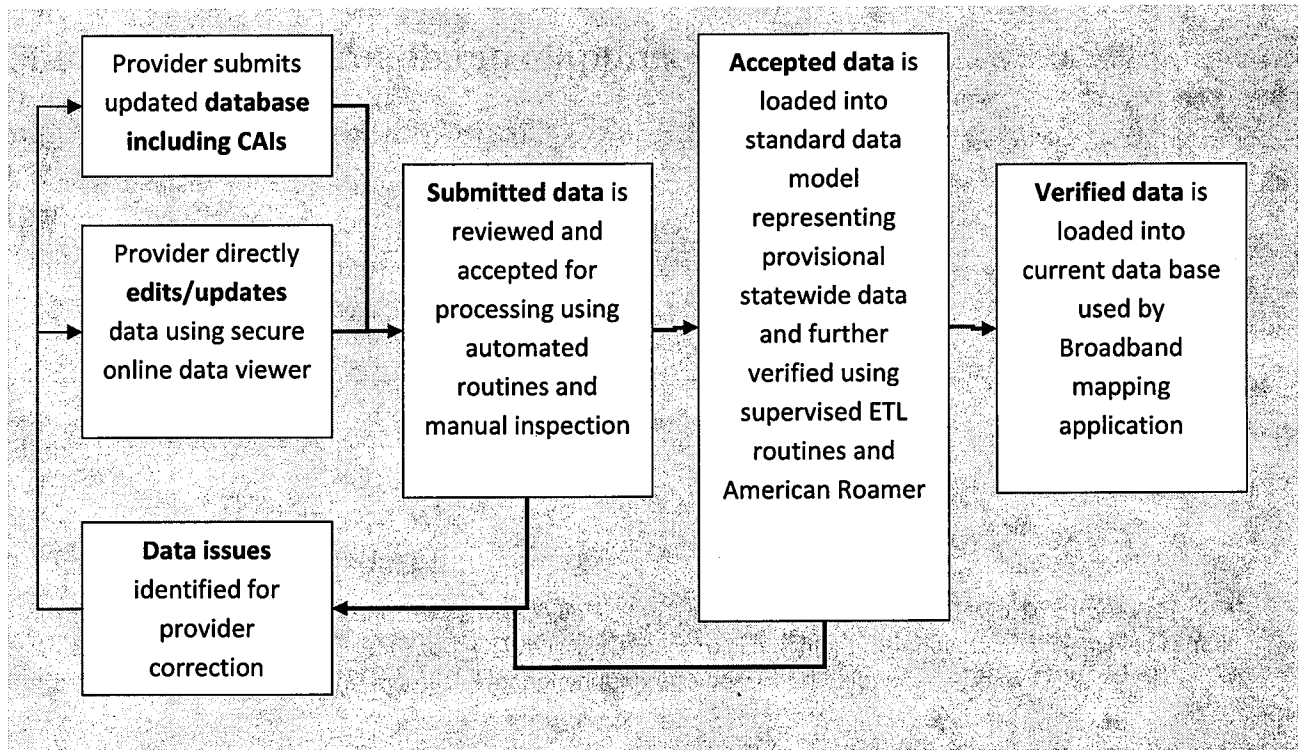 Provider submits
updated database
including CAIs
Provider directly
edits/updates
data using secure
online data viewer
Data issues
identified for
provider
correction
Submitted data is
reviewed and
accepted for
processing using
automated
routines and
manual inspection
Accepted data is
loaded into
standard data
model
representing
provisional
statewide data
and further
verified using
supervised ETL
routines and
American Roamer
Verified data is
loaded into
current data base
used by
Broadband
mapping
application